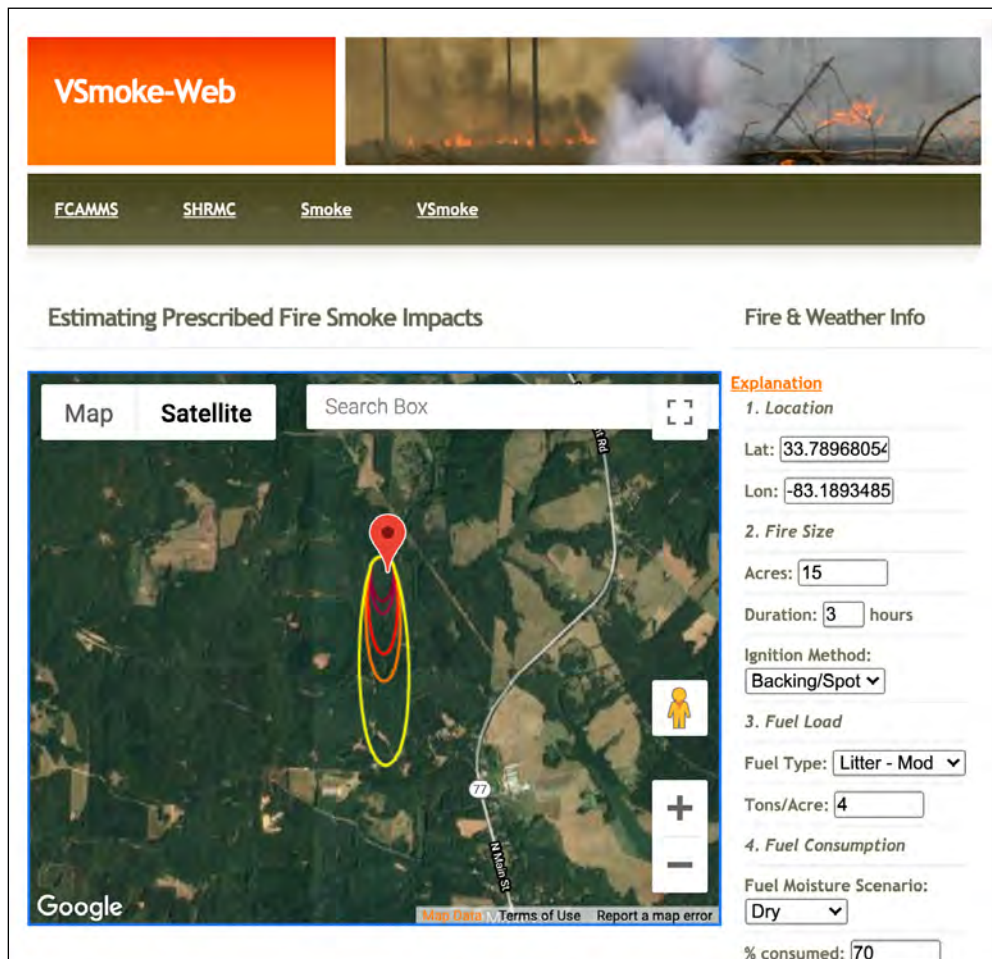 VSmoke-Web
FCAMMS SHRMC Smoke VSmoke
Estimating Prescribed Fire Smoke Impacts
Map Satellite
Search Box
Rd
77
N Main St
Google
Map Data Terms of Use Report a map error
Fire & Weather Info
Explanation
1. Location
Lat: 33.78968054
Lon: -83.1893485
2. Fire Size
Acres: 15
Duration: 3 hours
Ignition Method:
Backing/Spot
3. Fuel Load
Fuel Type: Litter - Mod
Tons/Acre: 4
4. Fuel Consumption
Fuel Moisture Scenario:
Dry
% consumed: 70